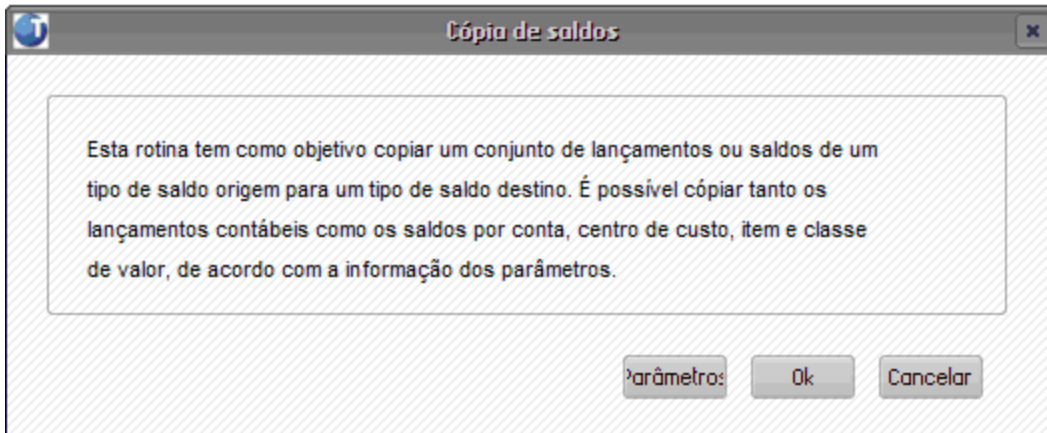 Cópia de saldos
Esta rotina tem como objetivo copiar um conjunto de lançamentos ou saldos de um
tipo de saldo origem para um tipo de saldo destino. É possível cópiar tanto os
lançamentos contábeis como os saldos por conta, centro de custo, item e classe
de valor, de acordo com a informação dos parâmetros.
Parâmetros Ok Cancelar